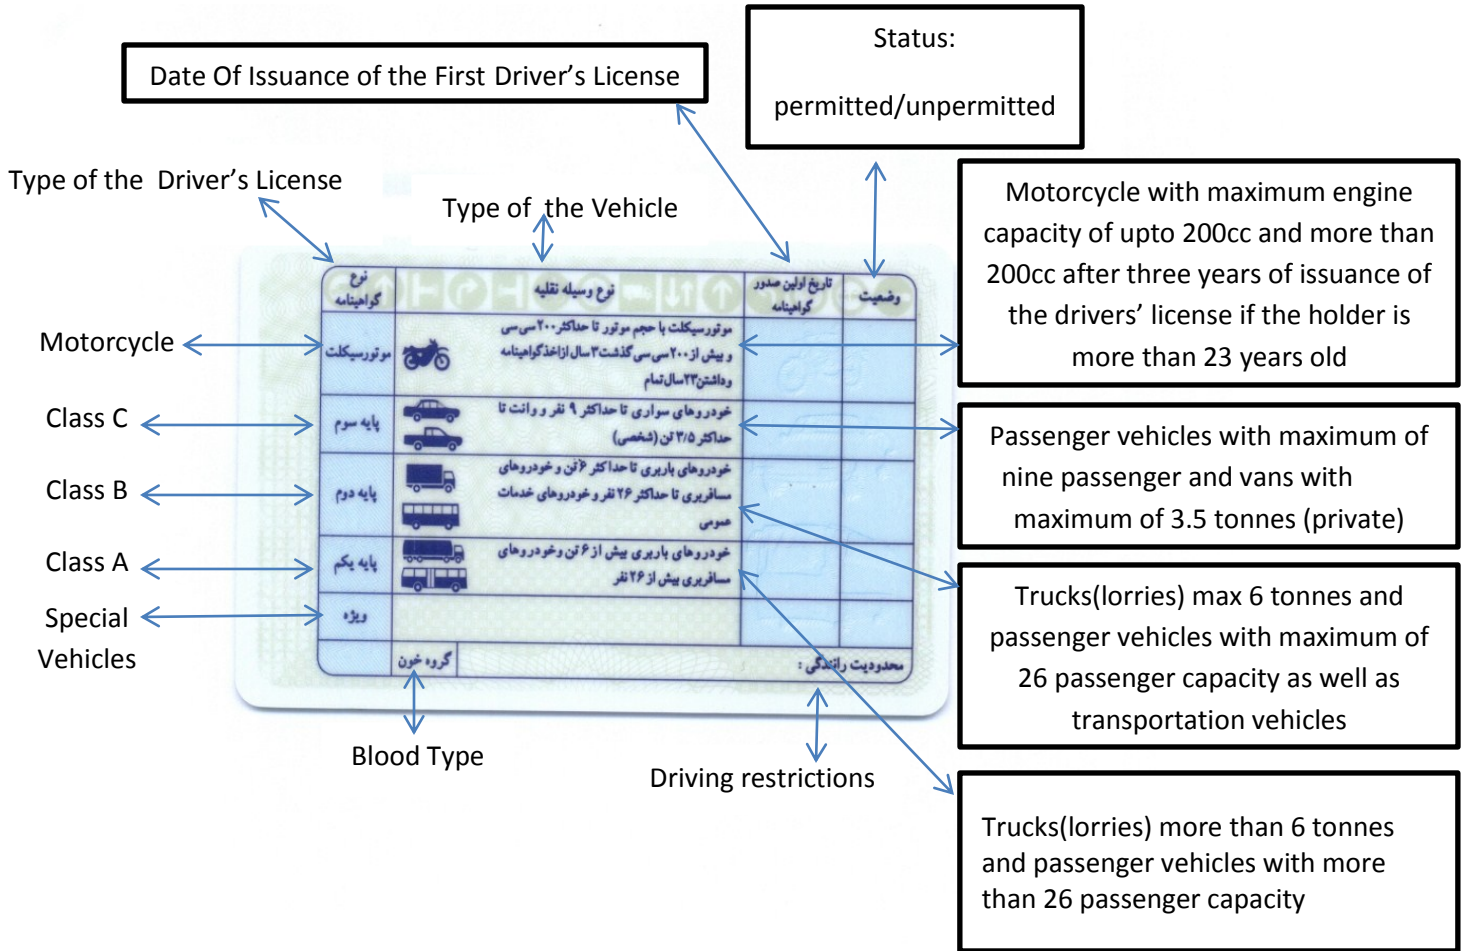 Date Of Issuance of the First Driver's License
Status:
permitted/unpermitted
Type of the Driver's License
Type of the Vehicle
Motorcycle with maximum engine
capacity of upto 200cc and more than
200cc after three years of issuance of
the drivers' license if the holder is
more than 23 years old
نوع گواهینامه
نوع وسیله نقلیه
تاریخ اولین صدور گواهینامه
وضعیت
Motorcycle
موتورسیکلت
موتورسیکلت با حجم موتور تا حداکثر ۲۰۰ سی سی
و بیش از ۲۰۰ سی سی گذشت ۳ سال از اخذ گواهینامه
و داشتن ۲۳ سال تمام
Class C
پایه سوم
خودروهای سواری تا حداکثر ۹ نفر و وانت تا
حداکثر ۳/۵ تن (شخصی)
Passenger vehicles with maximum of
nine passenger and vans with
maximum of 3.5 tonnes (private)
Class B
پایه دوم
خودروهای باربری تا حداکثر ۶ تن و خودروهای
مسافربری تا حداکثر ۲۶ نفر و خودروهای خدمات
عمومی
Class A
پایه یکم
خودروهای باربری بیش از ۶ تن وخودروهای
مسافربری بیش از ۲۶ نفر
Trucks(lorries) max 6 tonnes and
passenger vehicles with maximum of
26 passenger capacity as well as
transportation vehicles
Special
Vehicles
ویژه
گروه خون
محدودیت رانندگی :
Blood Type
Driving restrictions
Trucks(lorries) more than 6 tonnes
and passenger vehicles with more
than 26 passenger capacity